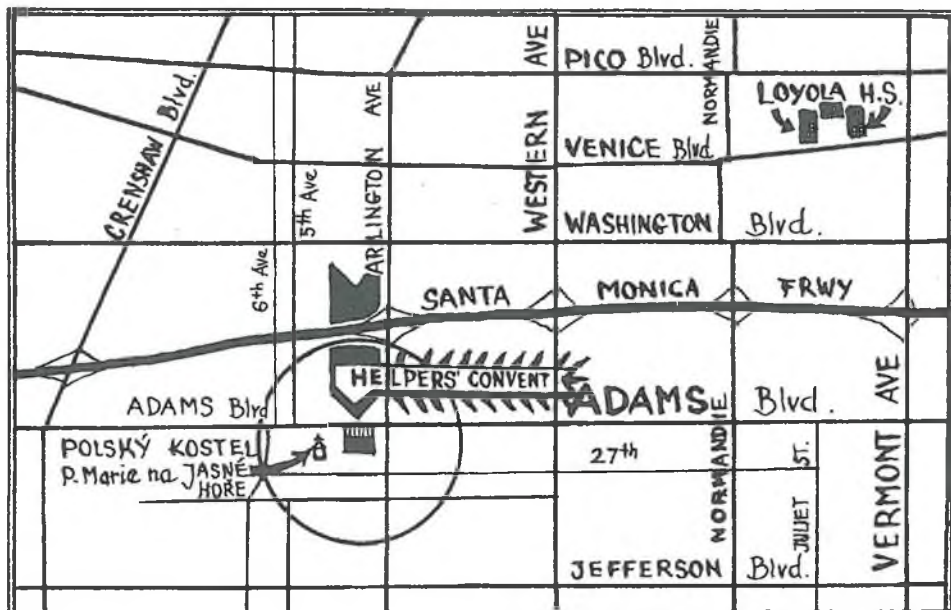 PICO Blvd.
AVE
NORMANDIE
LOYOLA H.S.
CRENSHAW Blvd.
ARLINGTON AVE
WESTERN
VENICE Blvd
5th Ave
WASHINGTON Blvd.
6th Ave
SANTA MONICA FRWY
HELPERS' CONVENT
ADAMS Blvd
ADAMS Blvd.
AVE
POLSKÝ KOSTEL
P. Marie na JASNÉ
HOŘE
27th
NORMANDIE
JULIET ST.
VERMONT
JEFFERSON Blvd.